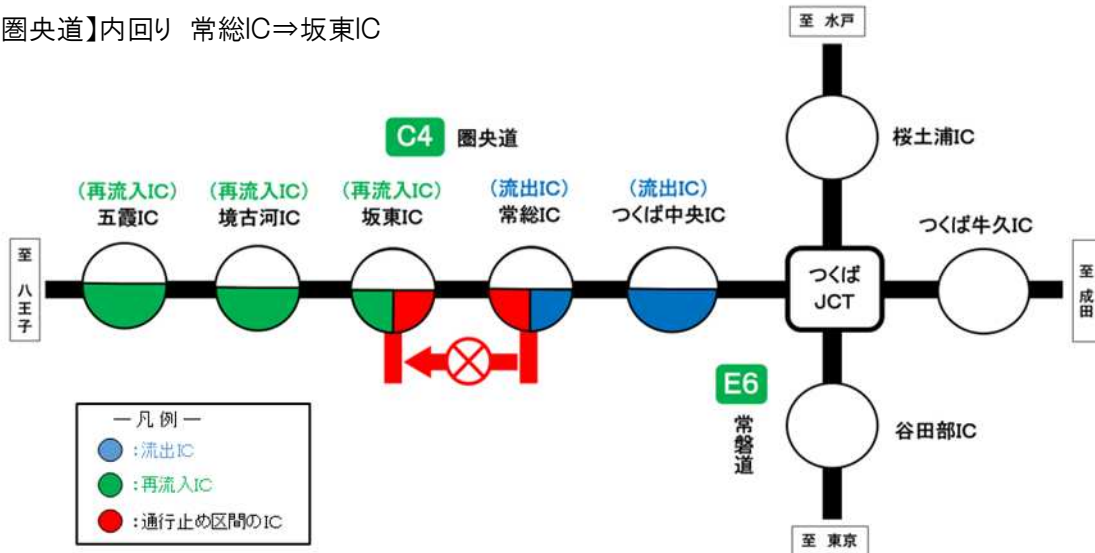 圏央道】内回り 常総IC⇒坂東IC
至 水戸
桜土浦IC
C4 圏央道
(再流入IC)
五霞IC
(再流入IC)
境古河IC
(再流入IC)
坂東IC
(流出IC)
常総IC
(流出IC)
つくば中央IC
つくば牛久IC
至 八王子
つくば
JCT
至 成田
E6
常磐道
谷田部IC
至 東京
ー凡例ー
:流出IC
:再流入IC
:通行止め区間のIC